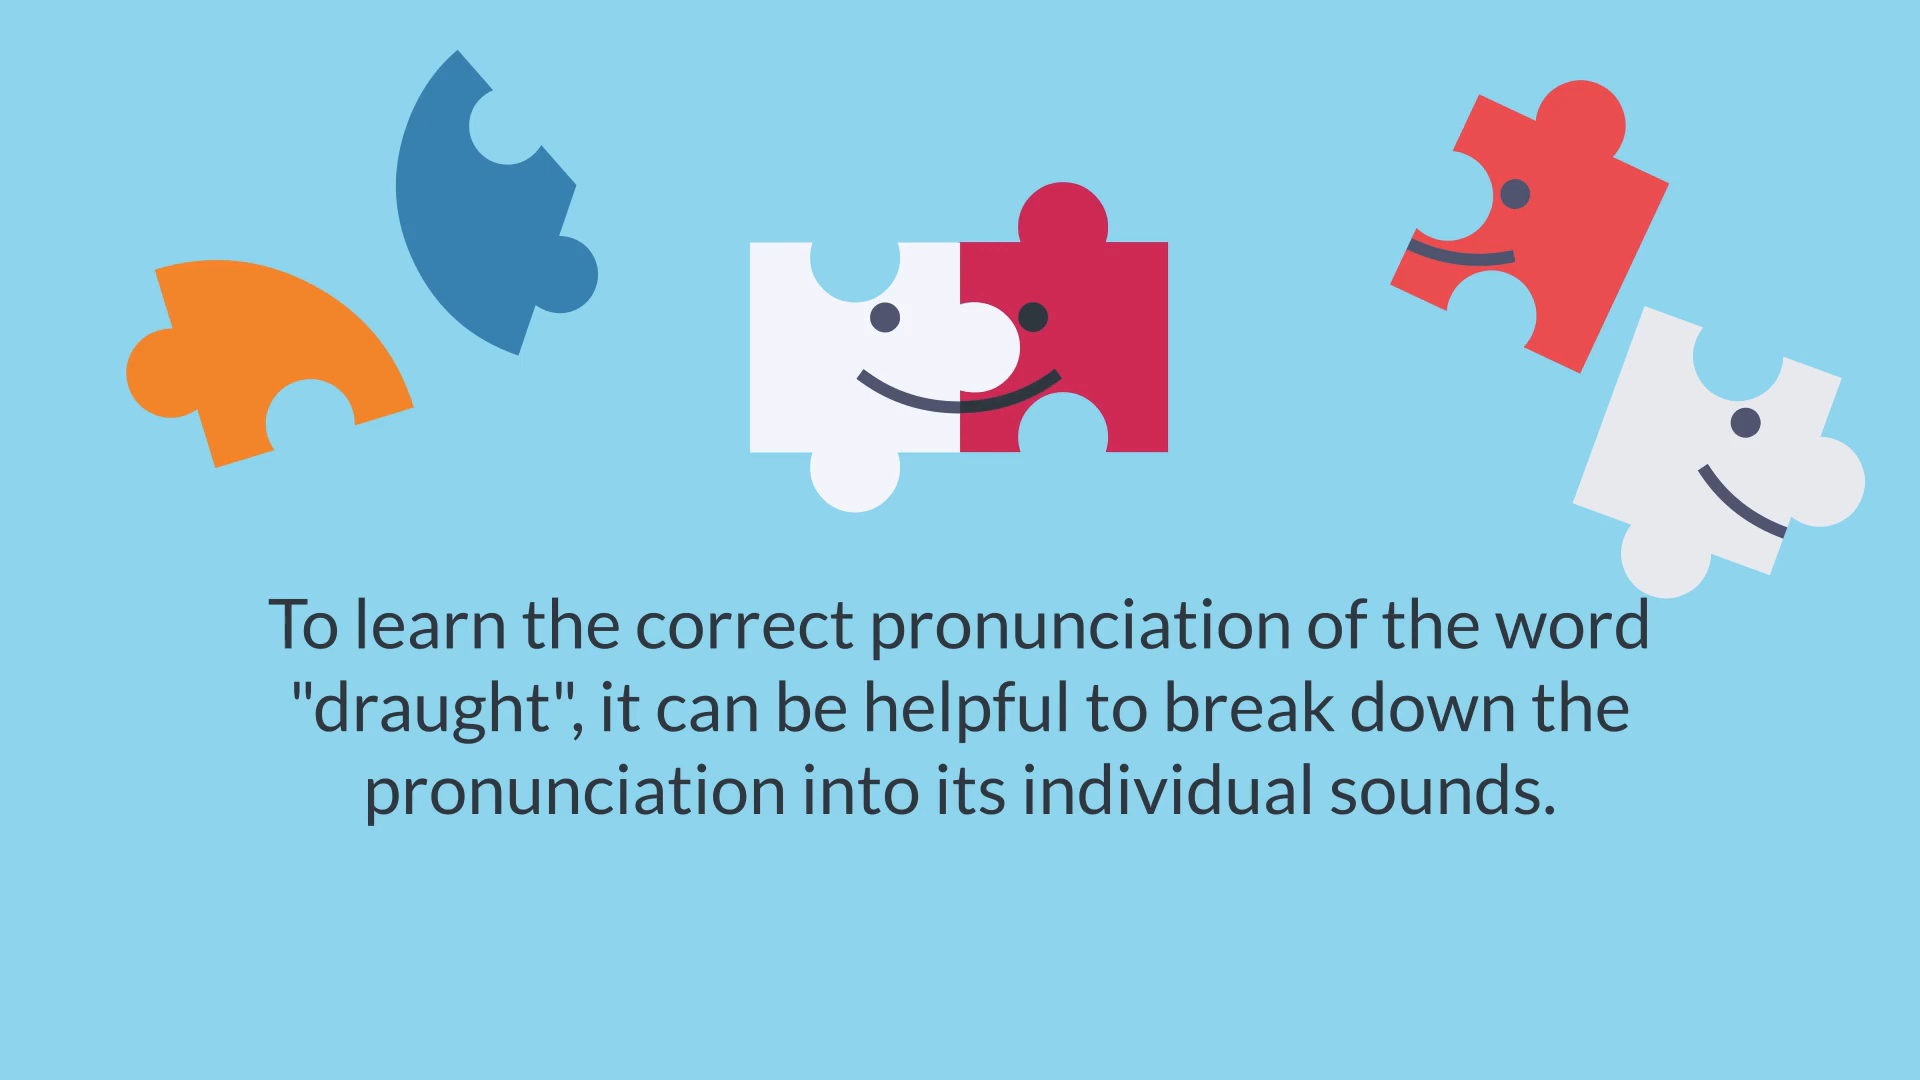 To learn the correct pronunciation of the word
"draught", it can be helpful to break down the
pronunciation into its individual sounds.